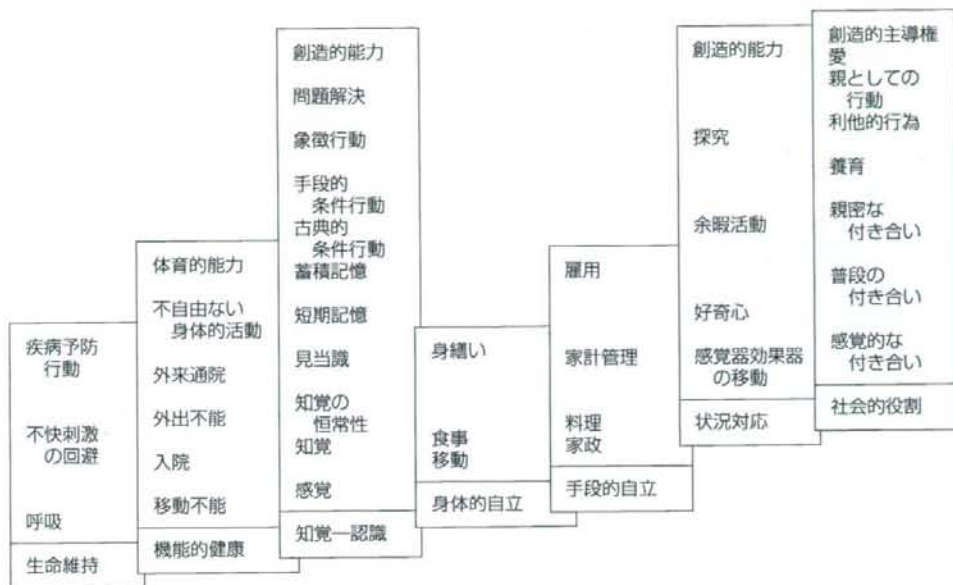 疾病予防
行動
不快刺激
の回避
呼吸
生命維持
体育的能力
不自由ない
身体的活動
外来通院
外出不能
入院
移動不能
機能的健康
創造的能力
問題解決
象徴行動
手段的
条件行動
古典的
条件行動
蓄積記憶
短期記憶
見当識
知覚の
恒常性
知覚
感覚
知覚―認識
身繕い
食事
移動
身体的自立
雇用
家計管理
料理
家政
手段的自立
創造的能力
探究
余暇活動
好奇心
感覚器効果器
の移動
状況対応
創造的主導権
愛
親としての
行動
利他的行為
養育
親密な
付き合い
普段の
付き合い
感覚的な
付き合い
社会的役割